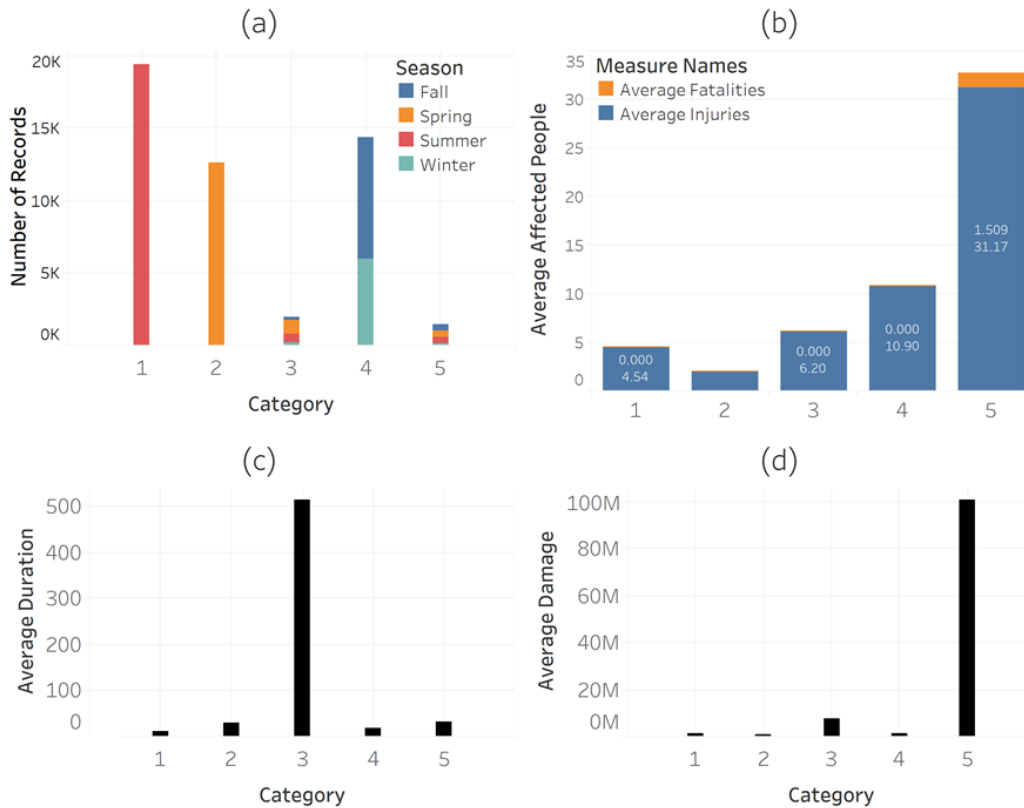 (a)
Number of Records
20K
15K
10K
5K
0K
Season
Fall
Spring
Summer
Winter
1 2 3 4 5
Category
(b)
Average Affected People
35
30
25
20
15
10
5
0
Measure Names
Average Fatalities
Average Injuries
0.000
4.54
0.000
6.20
0.000
10.90
1.509
31.17
1 2 3 4 5
(c)
Average Duration
500
400
300
200
100
0
1 2 3 4 5
Category
(d)
Average Damage
100M
80M
60M
40M
20M
0M
1 2 3 4 5
Category